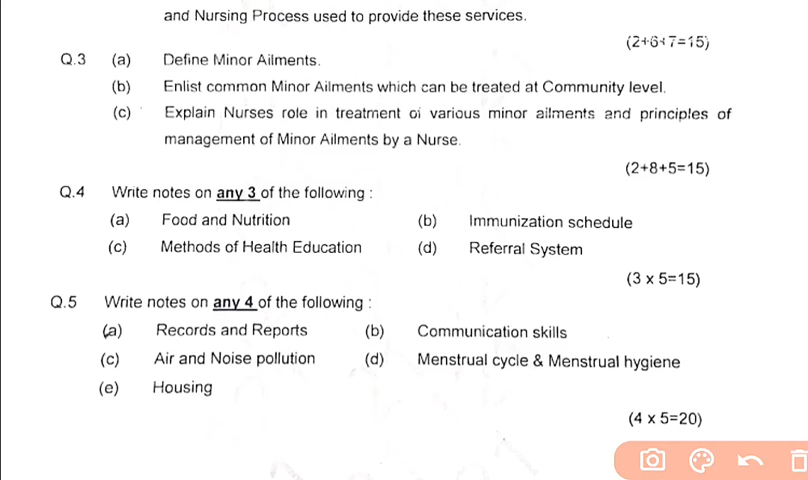 and Nursing Process used to provide these services.
(2+6+7=15)
Q.3 (a) Define Minor Ailments.
(b) Enlist common Minor Ailments which can be treated at Community level.
(c) Explain Nurses role in treatment of various minor ailments and principles of
management of Minor Ailments by a Nurse.
(2+8+5=15)
Q.4 Write notes on any 3 of the following :
(a) Food and Nutrition (b) Immunization schedule
(c) Methods of Health Education (d) Referral System
(3 x 5=15)
Q.5 Write notes on any 4 of the following :
(a) Records and Reports (b) Communication skills
(c) Air and Noise pollution (d) Menstrual cycle & Menstrual hygiene
(e) Housing
(4 x 5=20)